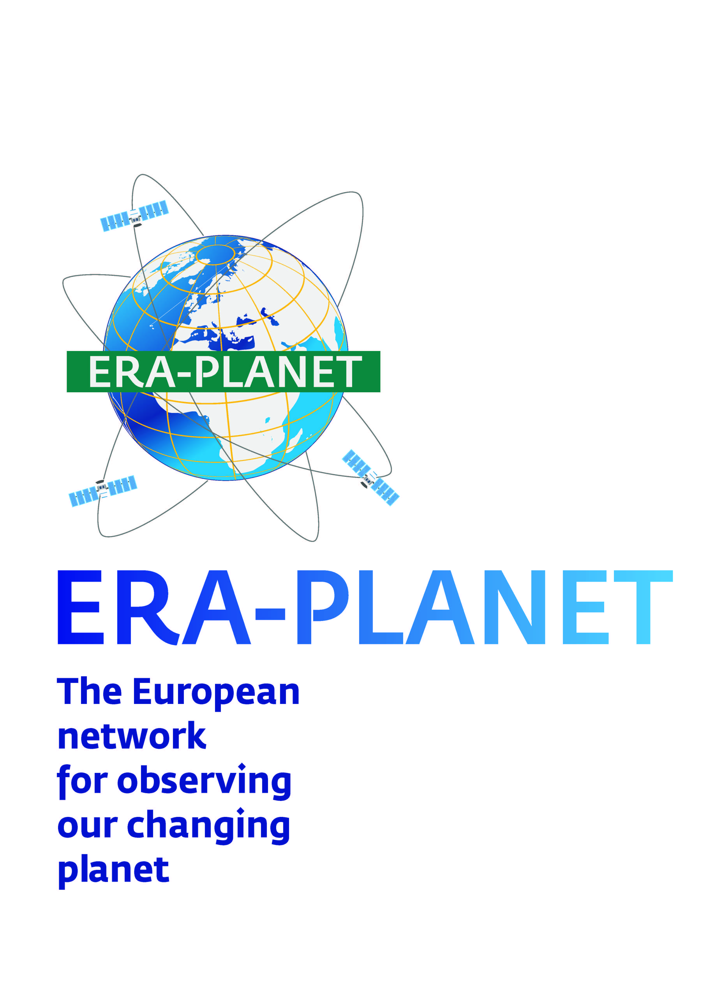 ERA-PLANET
ERA-PLANET
The European
network
for observing
our changing
planet